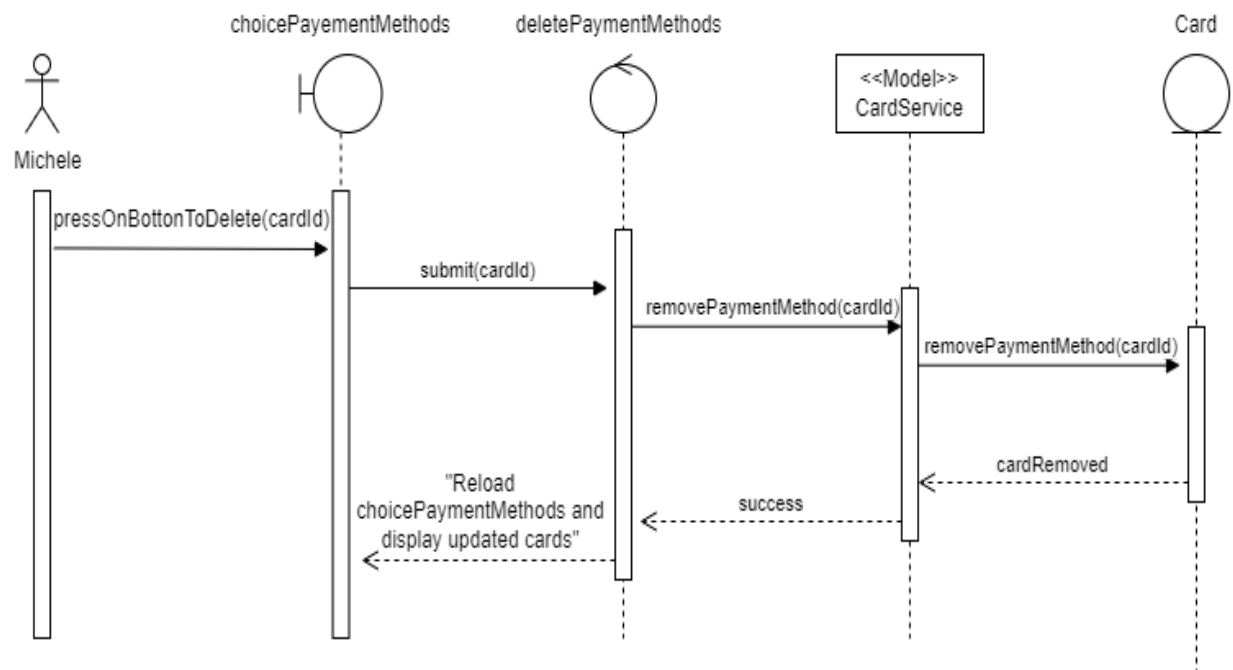 choicePayementMethods
deletePaymentMethods
Card
<<Model>>
CardService
Michele
pressOnBottonToDelete(cardId)
submit(cardId)
removePaymentMethod(cardId)
removePaymentMethod(cardId)
cardRemoved
success
"Reload
choicePaymentMethods and
display updated cards"